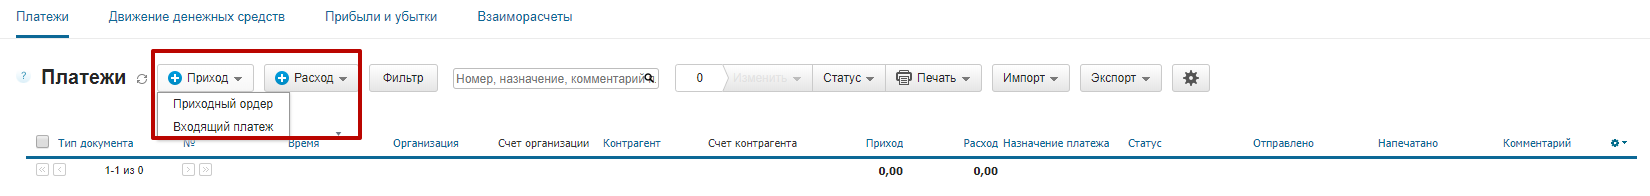 Платежи Движение денежных средств Прибыли и убытки Взаиморасчеты
? Платежи Приход Расход Фильтр Номер, назначение, комментарий и 0 Изменить Статус Печать Импорт Экспорт
Приходный ордер
Входящий платеж
Тип документа № Время Организация Счет организации Контрагент Счет контрагента Приход Расход Назначение платежа Статус Отправлено Напечатано Комментарий
1-1 из 0 0,00 0,00